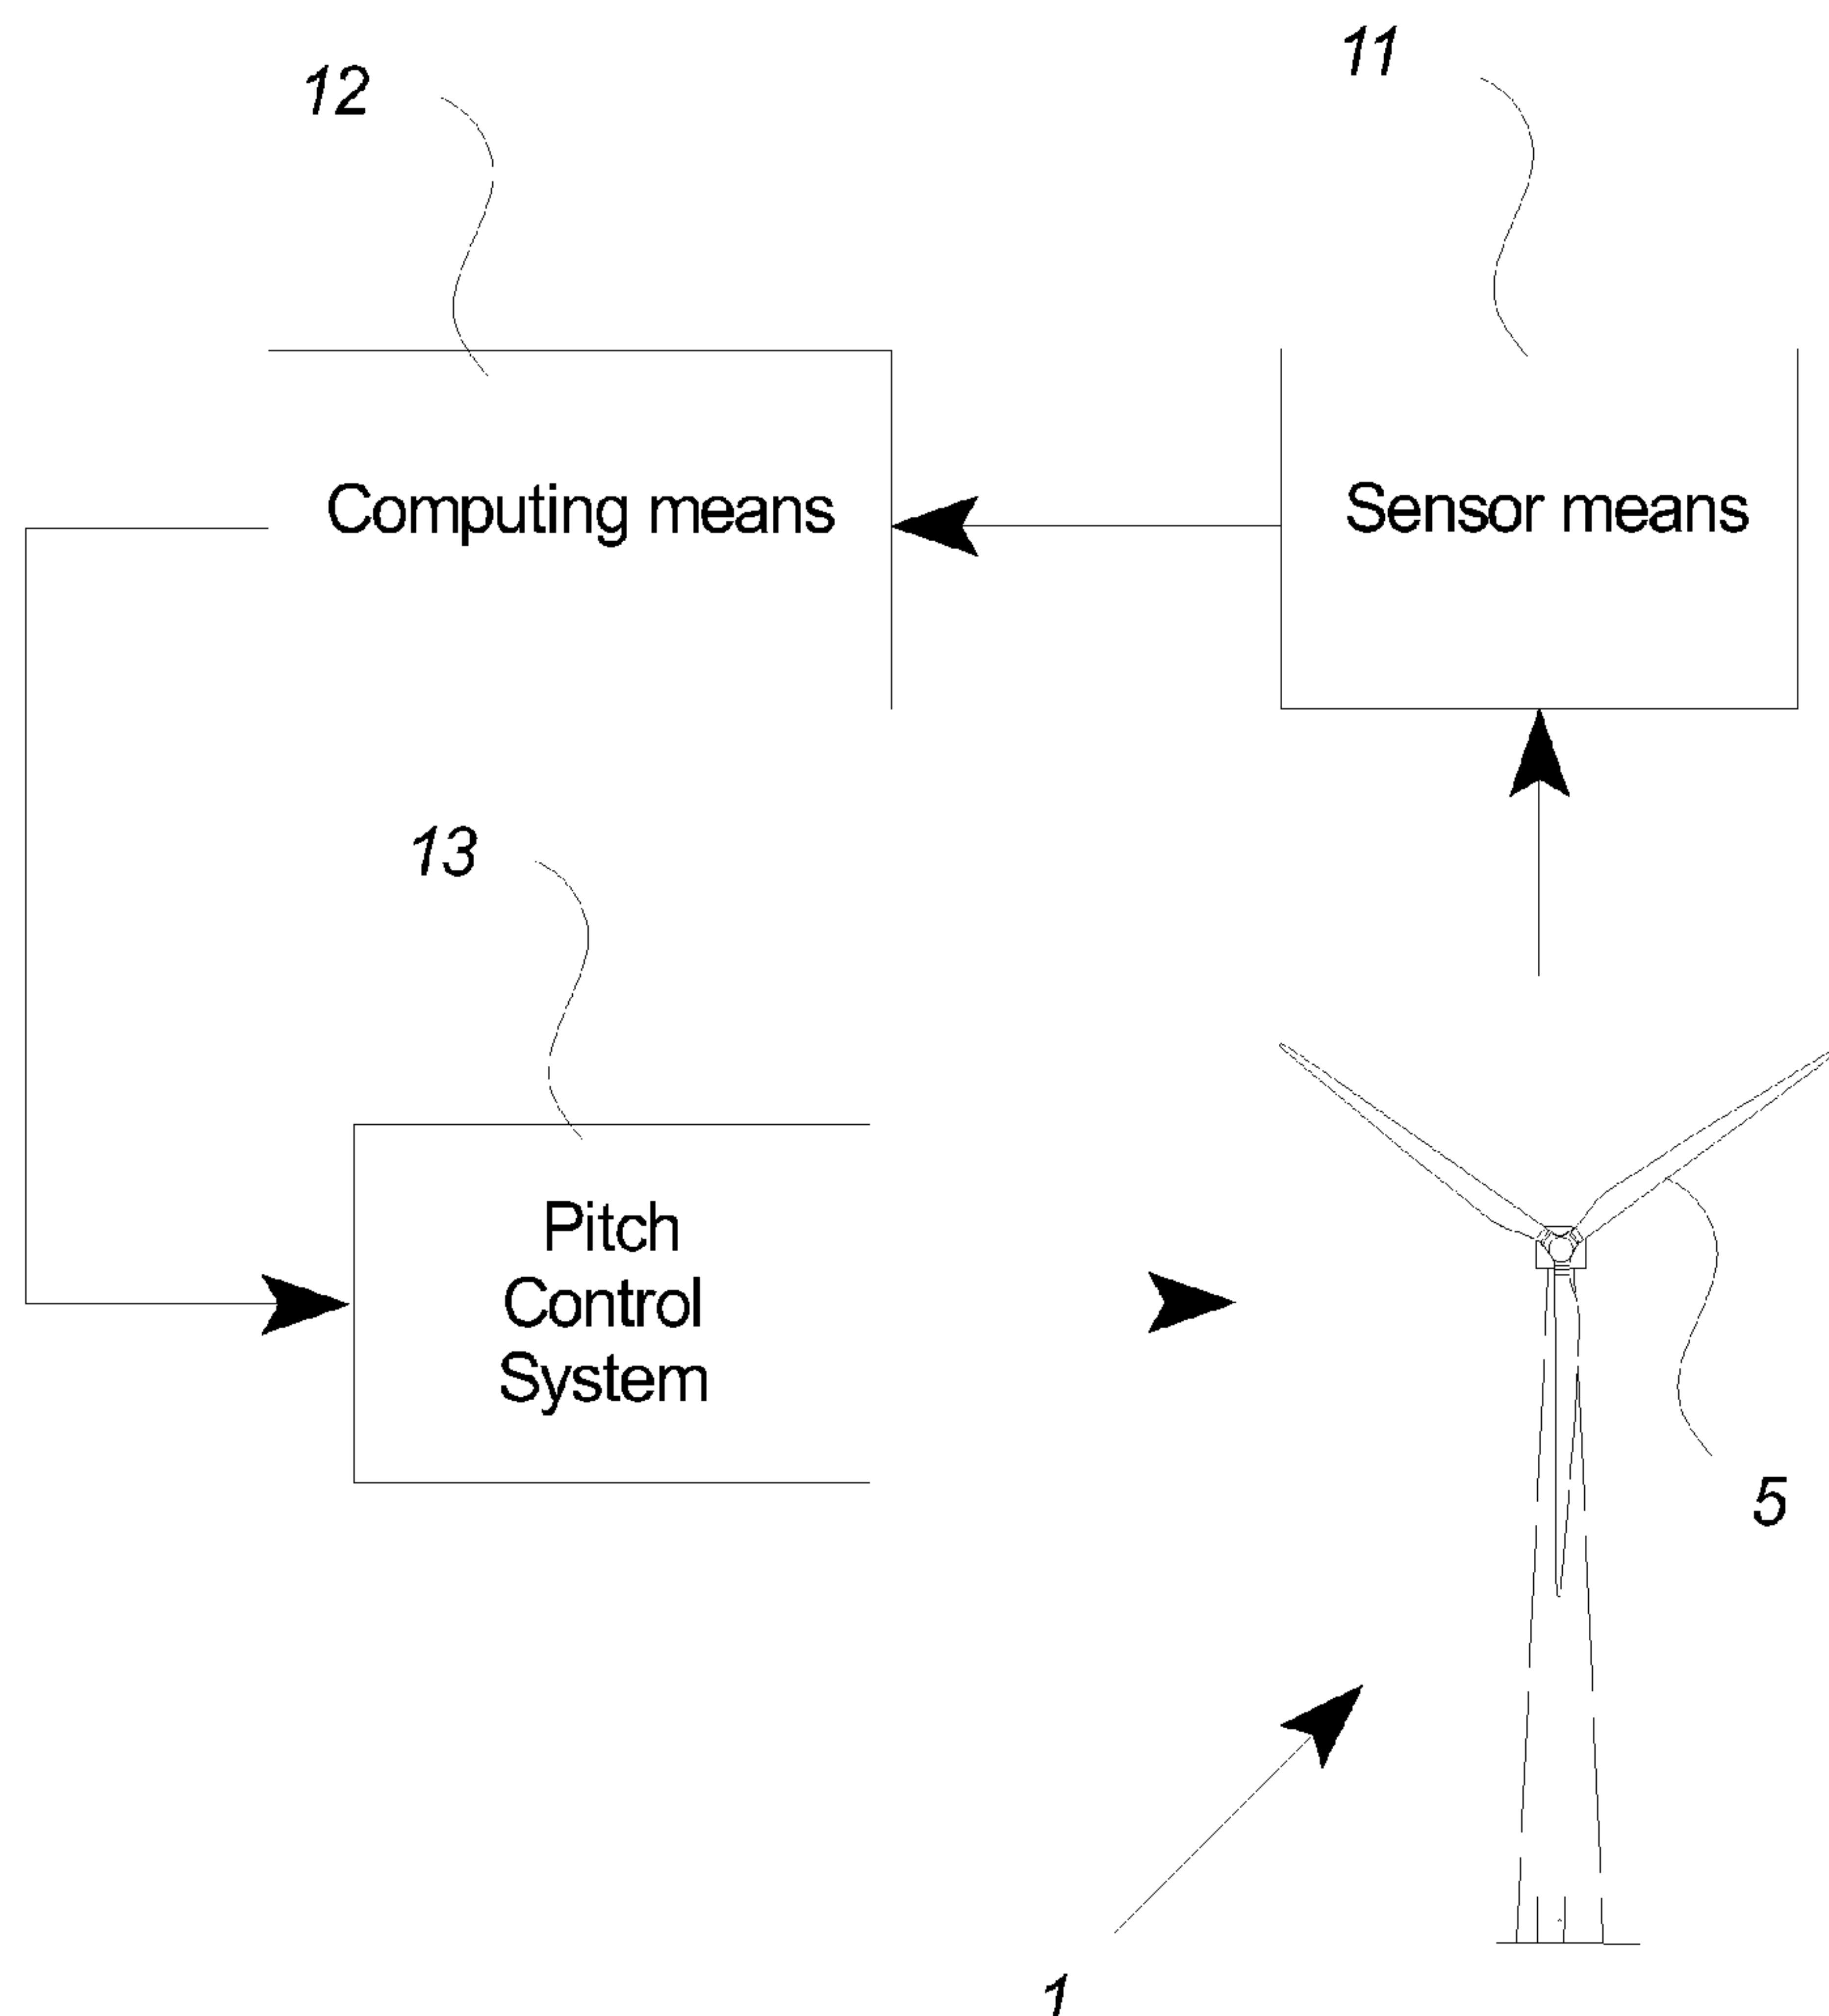 11
12
Computing means
Sensor means
13
Pitch
Control
System
5
1